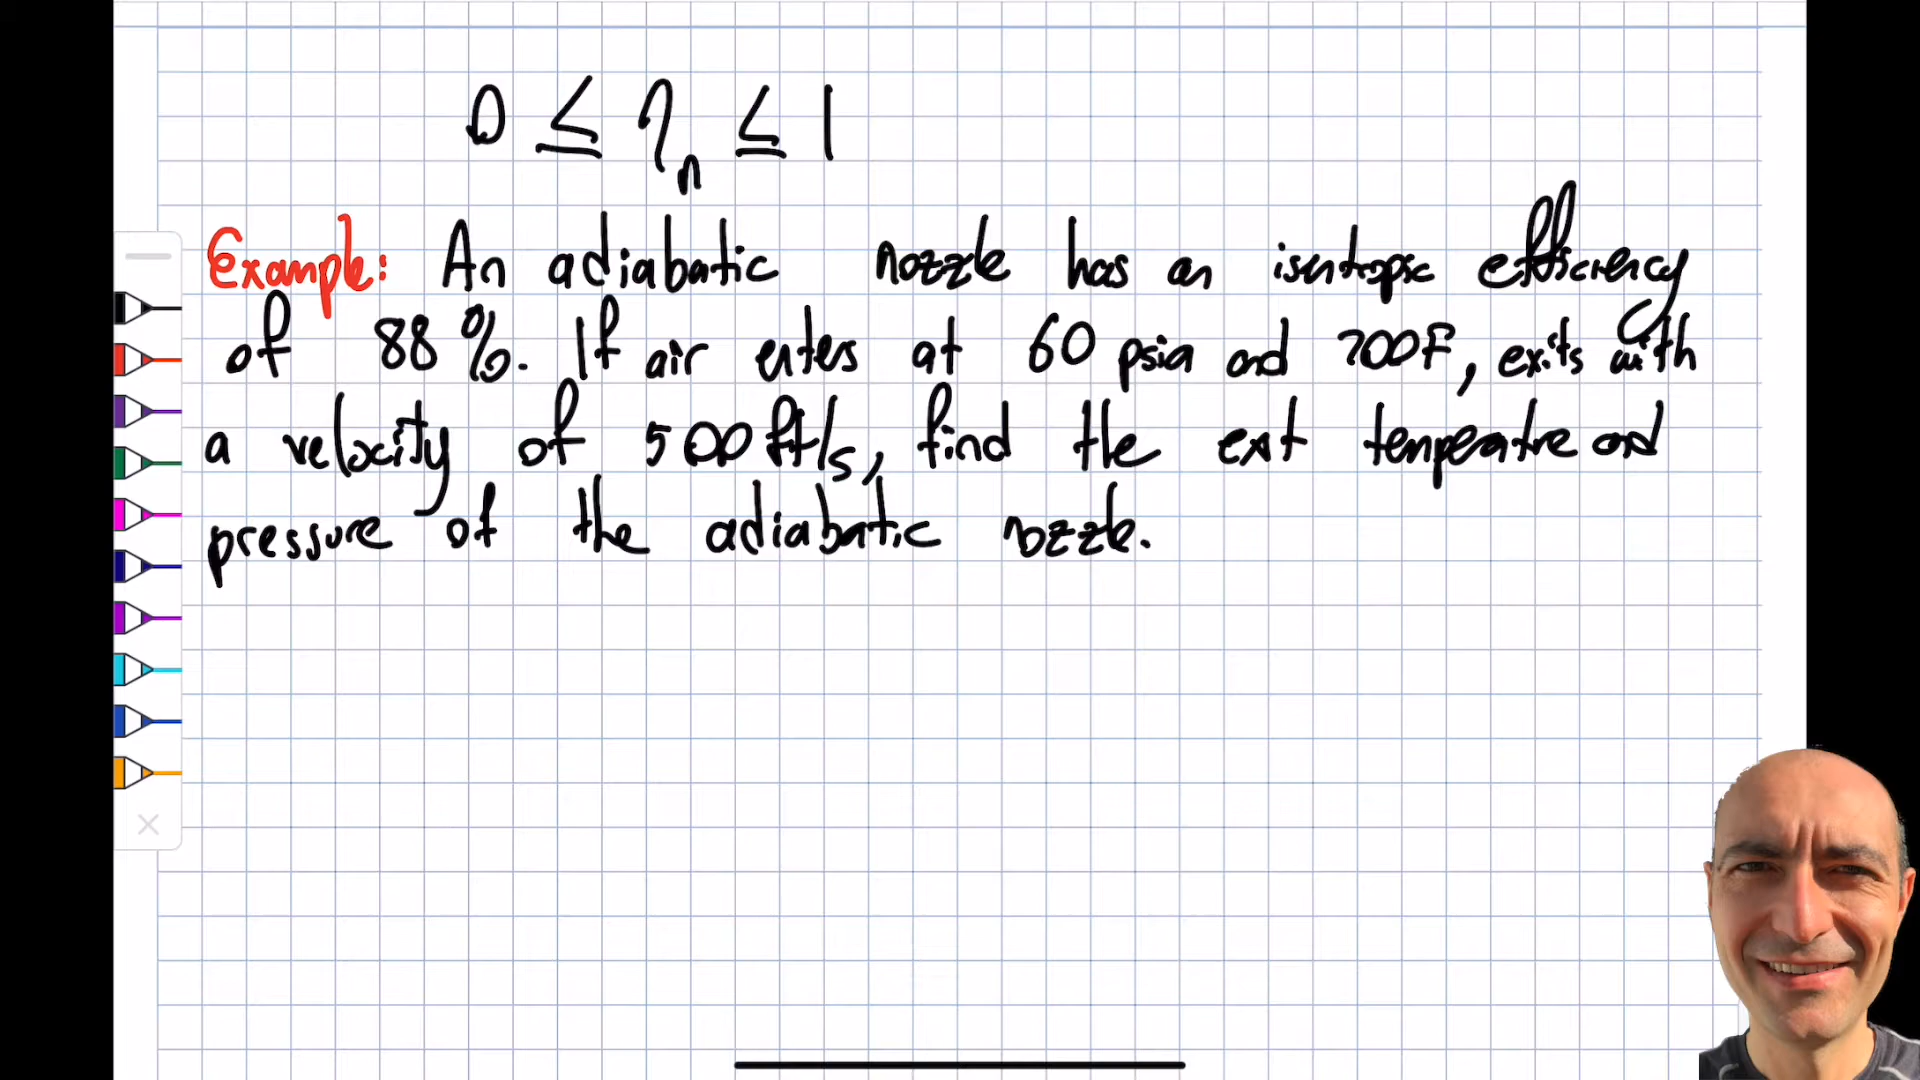 0 ≤ η_n ≤ 1
Example: An adiabatic nozzle has an isentropic efficiency
of 88%. If air enters at 60 psia and 700F, exits with
a velocity of 500 ft/s, find the exit temperature and
pressure of the adiabatic nozzle.